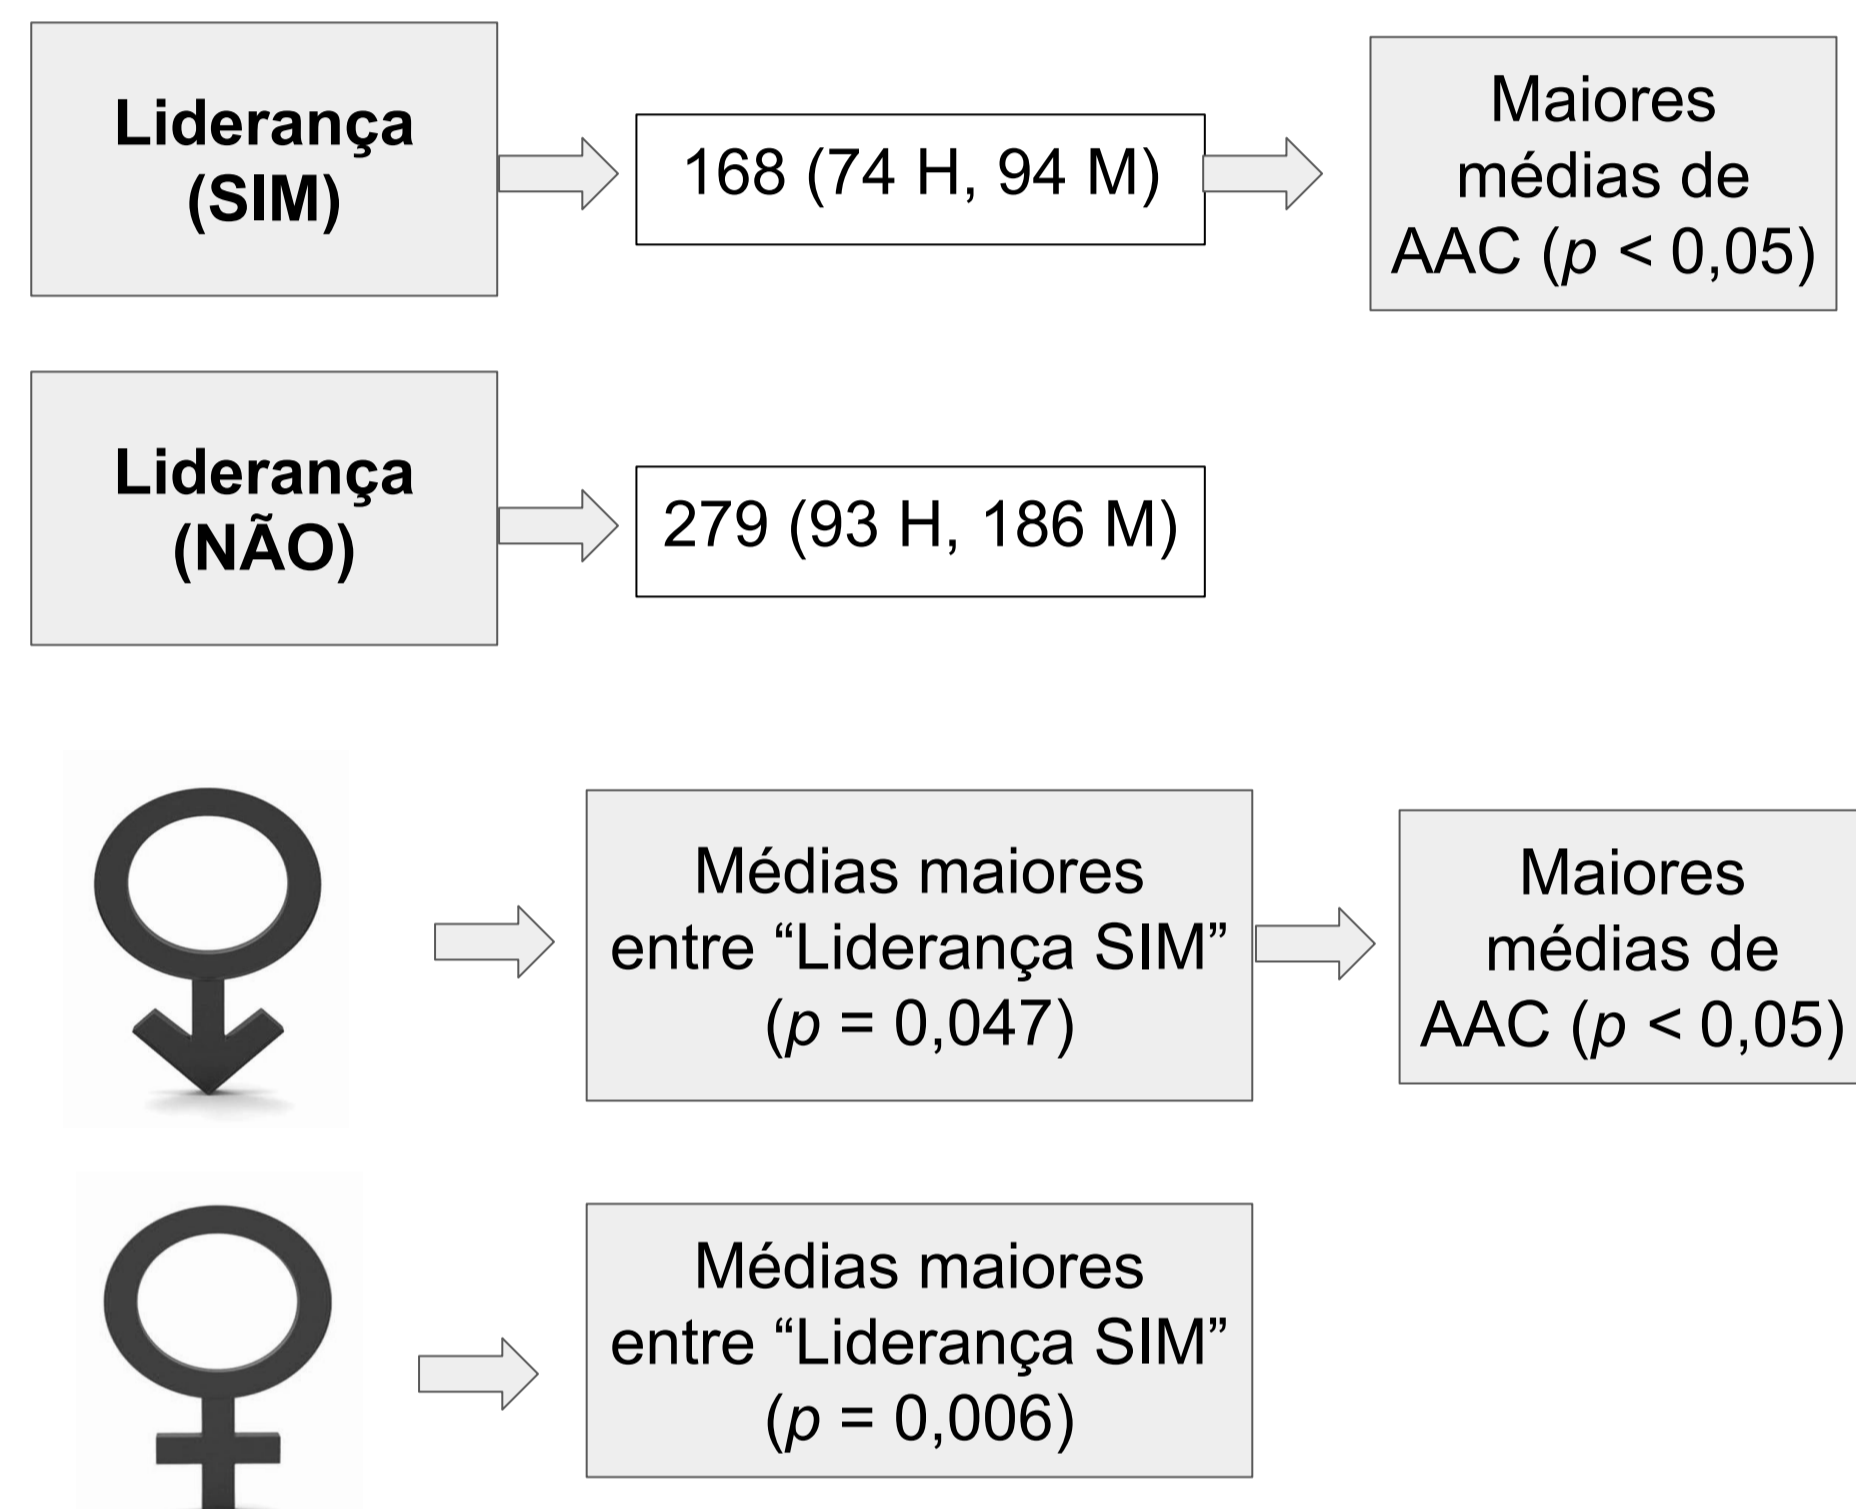 Liderança
(SIM)
168 (74 H, 94 M)
Maiores
médias de
AAC (p < 0,05)
Liderança
(NÃO)
279 (93 H, 186 M)
Médias maiores
entre “Liderança SIM”
(p = 0,047)
Maiores
médias de
AAC (p < 0,05)
Médias maiores
entre “Liderança SIM”
(p = 0,006)